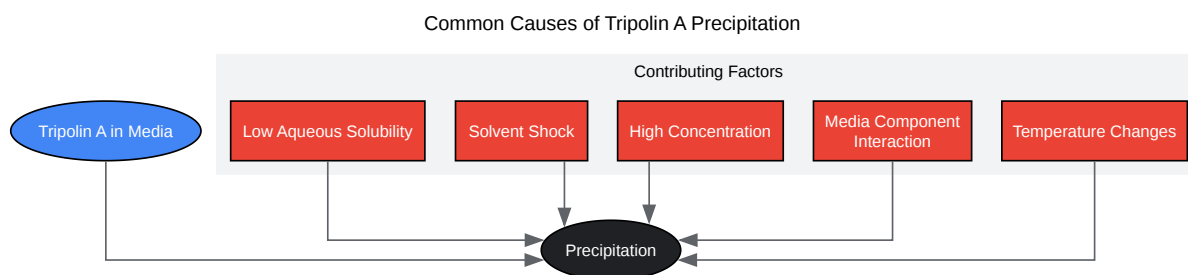 Common Causes of Tripolin A Precipitation
Contributing Factors
Tripolin A in Media
Low Aqueous Solubility
Solvent Shock
High Concentration
Media Component
Interaction
Temperature Changes
Precipitation